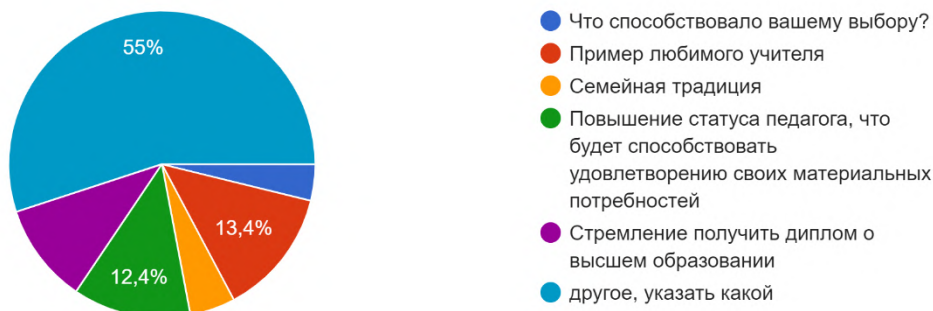 55%
13,4%
12,4%
Что способствовало вашему выбору?
Пример любимого учителя
Семейная традиция
Повышение статуса педагога, что
будет способствовать
удовлетворению своих материальных
потребностей
Стремление получить диплом о
высшем образовании
другое, указать какой